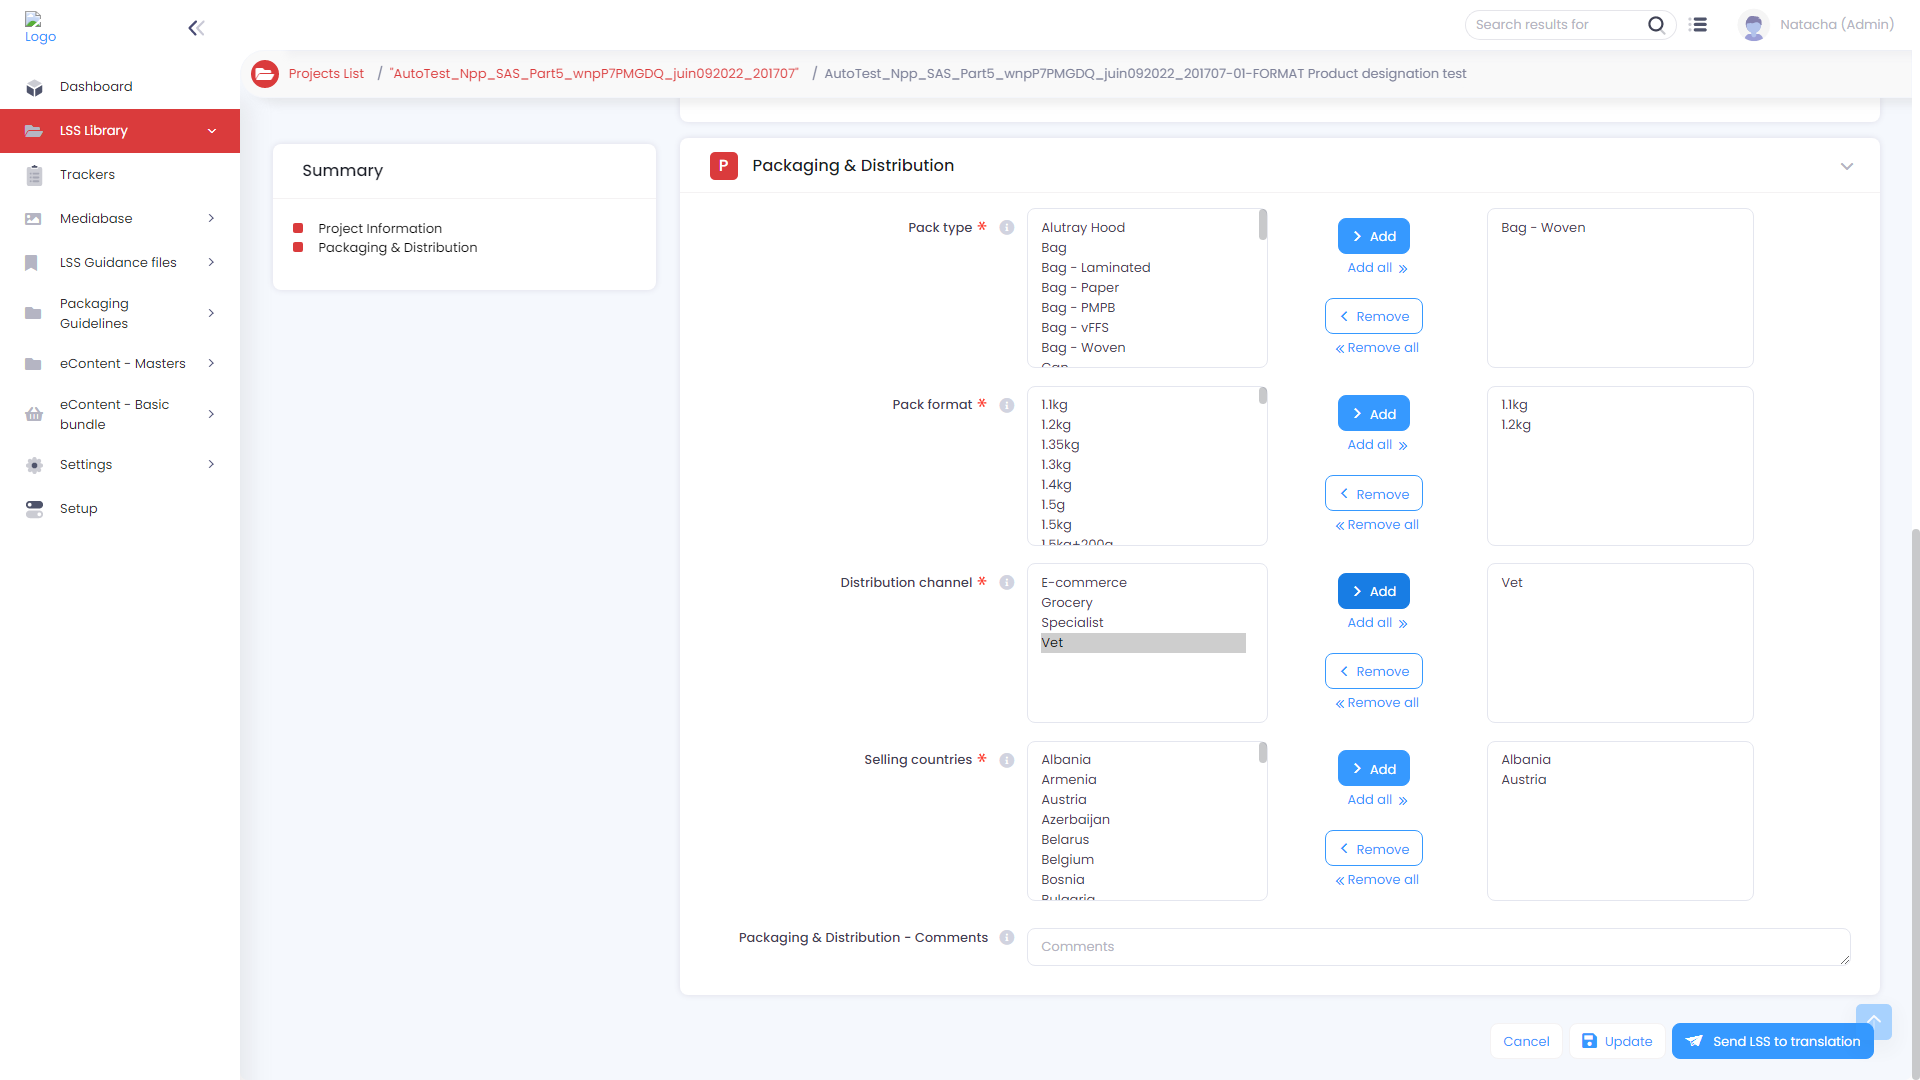 Logo
Search results for
Natacha (Admin)
Projects List / "AutoTest_Npp_SAS_Part5_wnpP7PMGDQ_juin092022_201707" / AutoTest_Npp_SAS_Part5_wnpP7PMGDQ_juin092022_201707-01-FORMAT Product designation test
Dashboard
LSS Library
Trackers
Mediabase
LSS Guidance files
Packaging
Guidelines
eContent - Masters
eContent - Basic
bundle
Settings
Setup
Summary
Project Information
Packaging & Distribution
P Packaging & Distribution
Pack type *
Alutray Hood
Bag
Bag - Laminated
Bag - Paper
Bag - PMPB
Bag - vFFS
Bag - Woven
Can
Add
Add all
Remove
Remove all
Bag - Woven
Pack format *
1.1kg
1.2kg
1.35kg
1.3kg
1.4kg
1.5g
1.5kg
1.5kg+200g
Add
Add all
Remove
Remove all
1.1kg
1.2kg
Distribution channel *
E-commerce
Grocery
Specialist
Vet
Add
Add all
Remove
Remove all
Vet
Selling countries *
Albania
Armenia
Austria
Azerbaijan
Belarus
Belgium
Bosnia
Bulgaria
Add
Add all
Remove
Remove all
Albania
Austria
Packaging & Distribution - Comments
Comments
Cancel
Update
Send LSS to translation